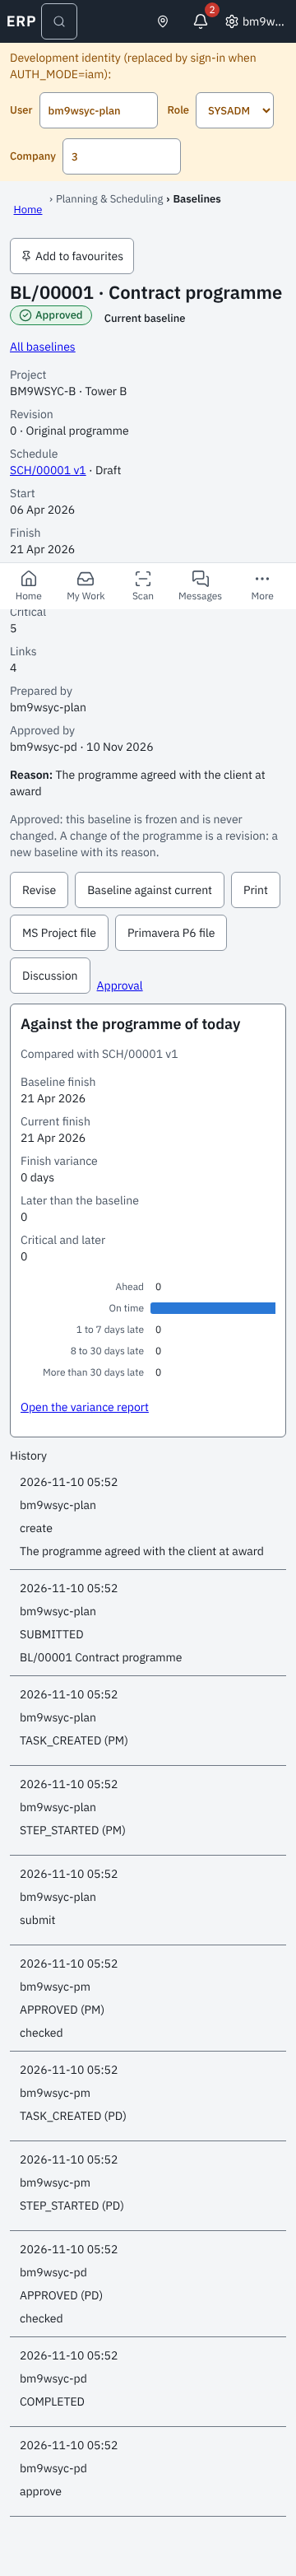 ERP
2
bm9w...
Development identity (replaced by sign-in when
AUTH_MODE=iam):
User bm9wsyc-plan Role SYSADM
Company 3
Home › Planning & Scheduling › Baselines
Add to favourites
BL/00001 · Contract programme
Approved Current baseline
All baselines
Project
BM9WSYC-B · Tower B
Revision
0 · Original programme
Schedule
SCH/00001 v1 · Draft
Start
06 Apr 2026
Finish
21 Apr 2026
Home My Work Scan Messages More
Critical
5
Links
4
Prepared by
bm9wsyc-plan
Approved by
bm9wsyc-pd · 10 Nov 2026
Reason: The programme agreed with the client at
award
Approved: this baseline is frozen and is never
changed. A change of the programme is a revision: a
new baseline with its reason.
Revise Baseline against current Print
MS Project file Primavera P6 file
Discussion Approval
Against the programme of today
Compared with SCH/00001 v1
Baseline finish
21 Apr 2026
Current finish
21 Apr 2026
Finish variance
0 days
Later than the baseline
0
Critical and later
0
Ahead 0
On time
1 to 7 days late 0
8 to 30 days late 0
More than 30 days late 0
Open the variance report
History
2026-11-10 05:52
bm9wsyc-plan
create
The programme agreed with the client at award
2026-11-10 05:52
bm9wsyc-plan
SUBMITTED
BL/00001 Contract programme
2026-11-10 05:52
bm9wsyc-plan
TASK_CREATED (PM)
2026-11-10 05:52
bm9wsyc-plan
STEP_STARTED (PM)
2026-11-10 05:52
bm9wsyc-plan
submit
2026-11-10 05:52
bm9wsyc-pm
APPROVED (PM)
checked
2026-11-10 05:52
bm9wsyc-pm
TASK_CREATED (PD)
2026-11-10 05:52
bm9wsyc-pm
STEP_STARTED (PD)
2026-11-10 05:52
bm9wsyc-pd
APPROVED (PD)
checked
2026-11-10 05:52
bm9wsyc-pd
COMPLETED
2026-11-10 05:52
bm9wsyc-pd
approve